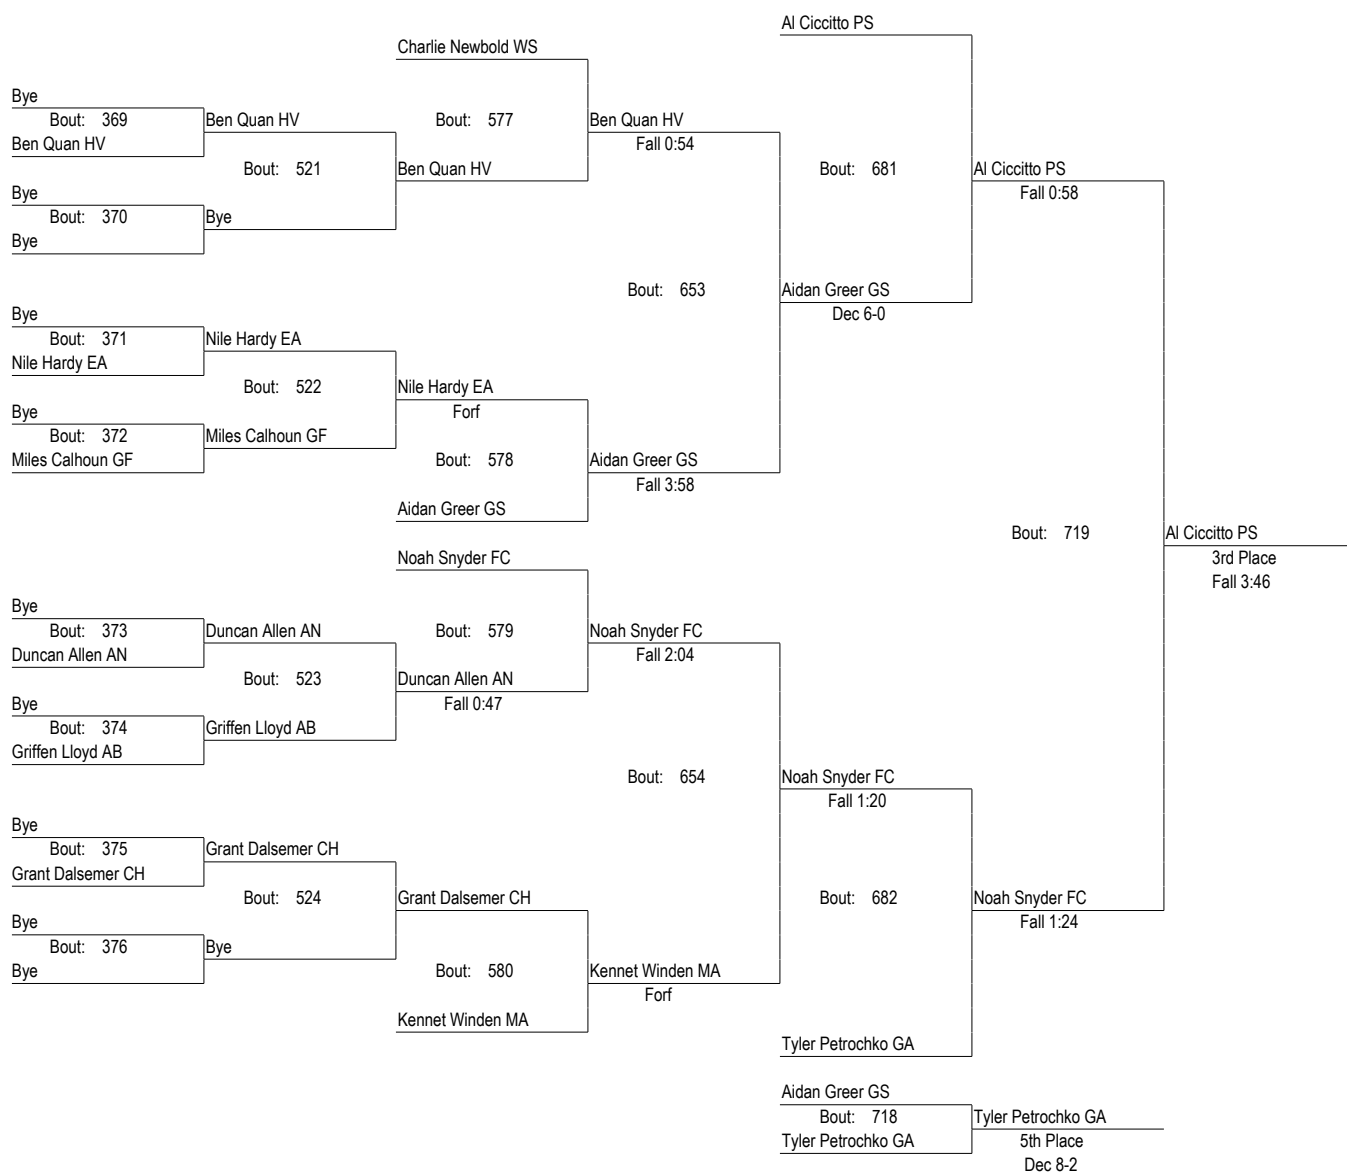 Al Ciccitto PS
Charlie Newbold WS
Bye
Bout: 369
Ben Quan HV
Ben Quan HV
Bout: 577
Ben Quan HV
Fall 0:54
Bout: 521
Ben Quan HV
Bout: 681
Al Ciccitto PS
Fall 0:58
Bye
Bout: 370
Bye
Bye
Bout: 653
Aidan Greer GS
Dec 6-0
Bye
Bout: 371
Nile Hardy EA
Nile Hardy EA
Bout: 522
Nile Hardy EA
Forf
Bye
Bout: 372
Miles Calhoun GF
Miles Calhoun GF
Bout: 578
Aidan Greer GS
Fall 3:58
Aidan Greer GS
Bout: 719
Al Ciccitto PS
3rd Place
Fall 3:46
Noah Snyder FC
Bye
Bout: 373
Duncan Allen AN
Duncan Allen AN
Bout: 579
Noah Snyder FC
Fall 2:04
Bout: 523
Duncan Allen AN
Fall 0:47
Bye
Bout: 374
Griffen Lloyd AB
Griffen Lloyd AB
Bout: 654
Noah Snyder FC
Fall 1:20
Bye
Bout: 375
Grant Dalsemer CH
Grant Dalsemer CH
Bout: 524
Grant Dalsemer CH
Bout: 682
Noah Snyder FC
Fall 1:24
Bye
Bout: 376
Bye
Bye
Bout: 580
Kennet Winden MA
Forf
Kennet Winden MA
Tyler Petrochko GA
Aidan Greer GS
Bout: 718
Tyler Petrochko GA
Tyler Petrochko GA
5th Place
Dec 8-2